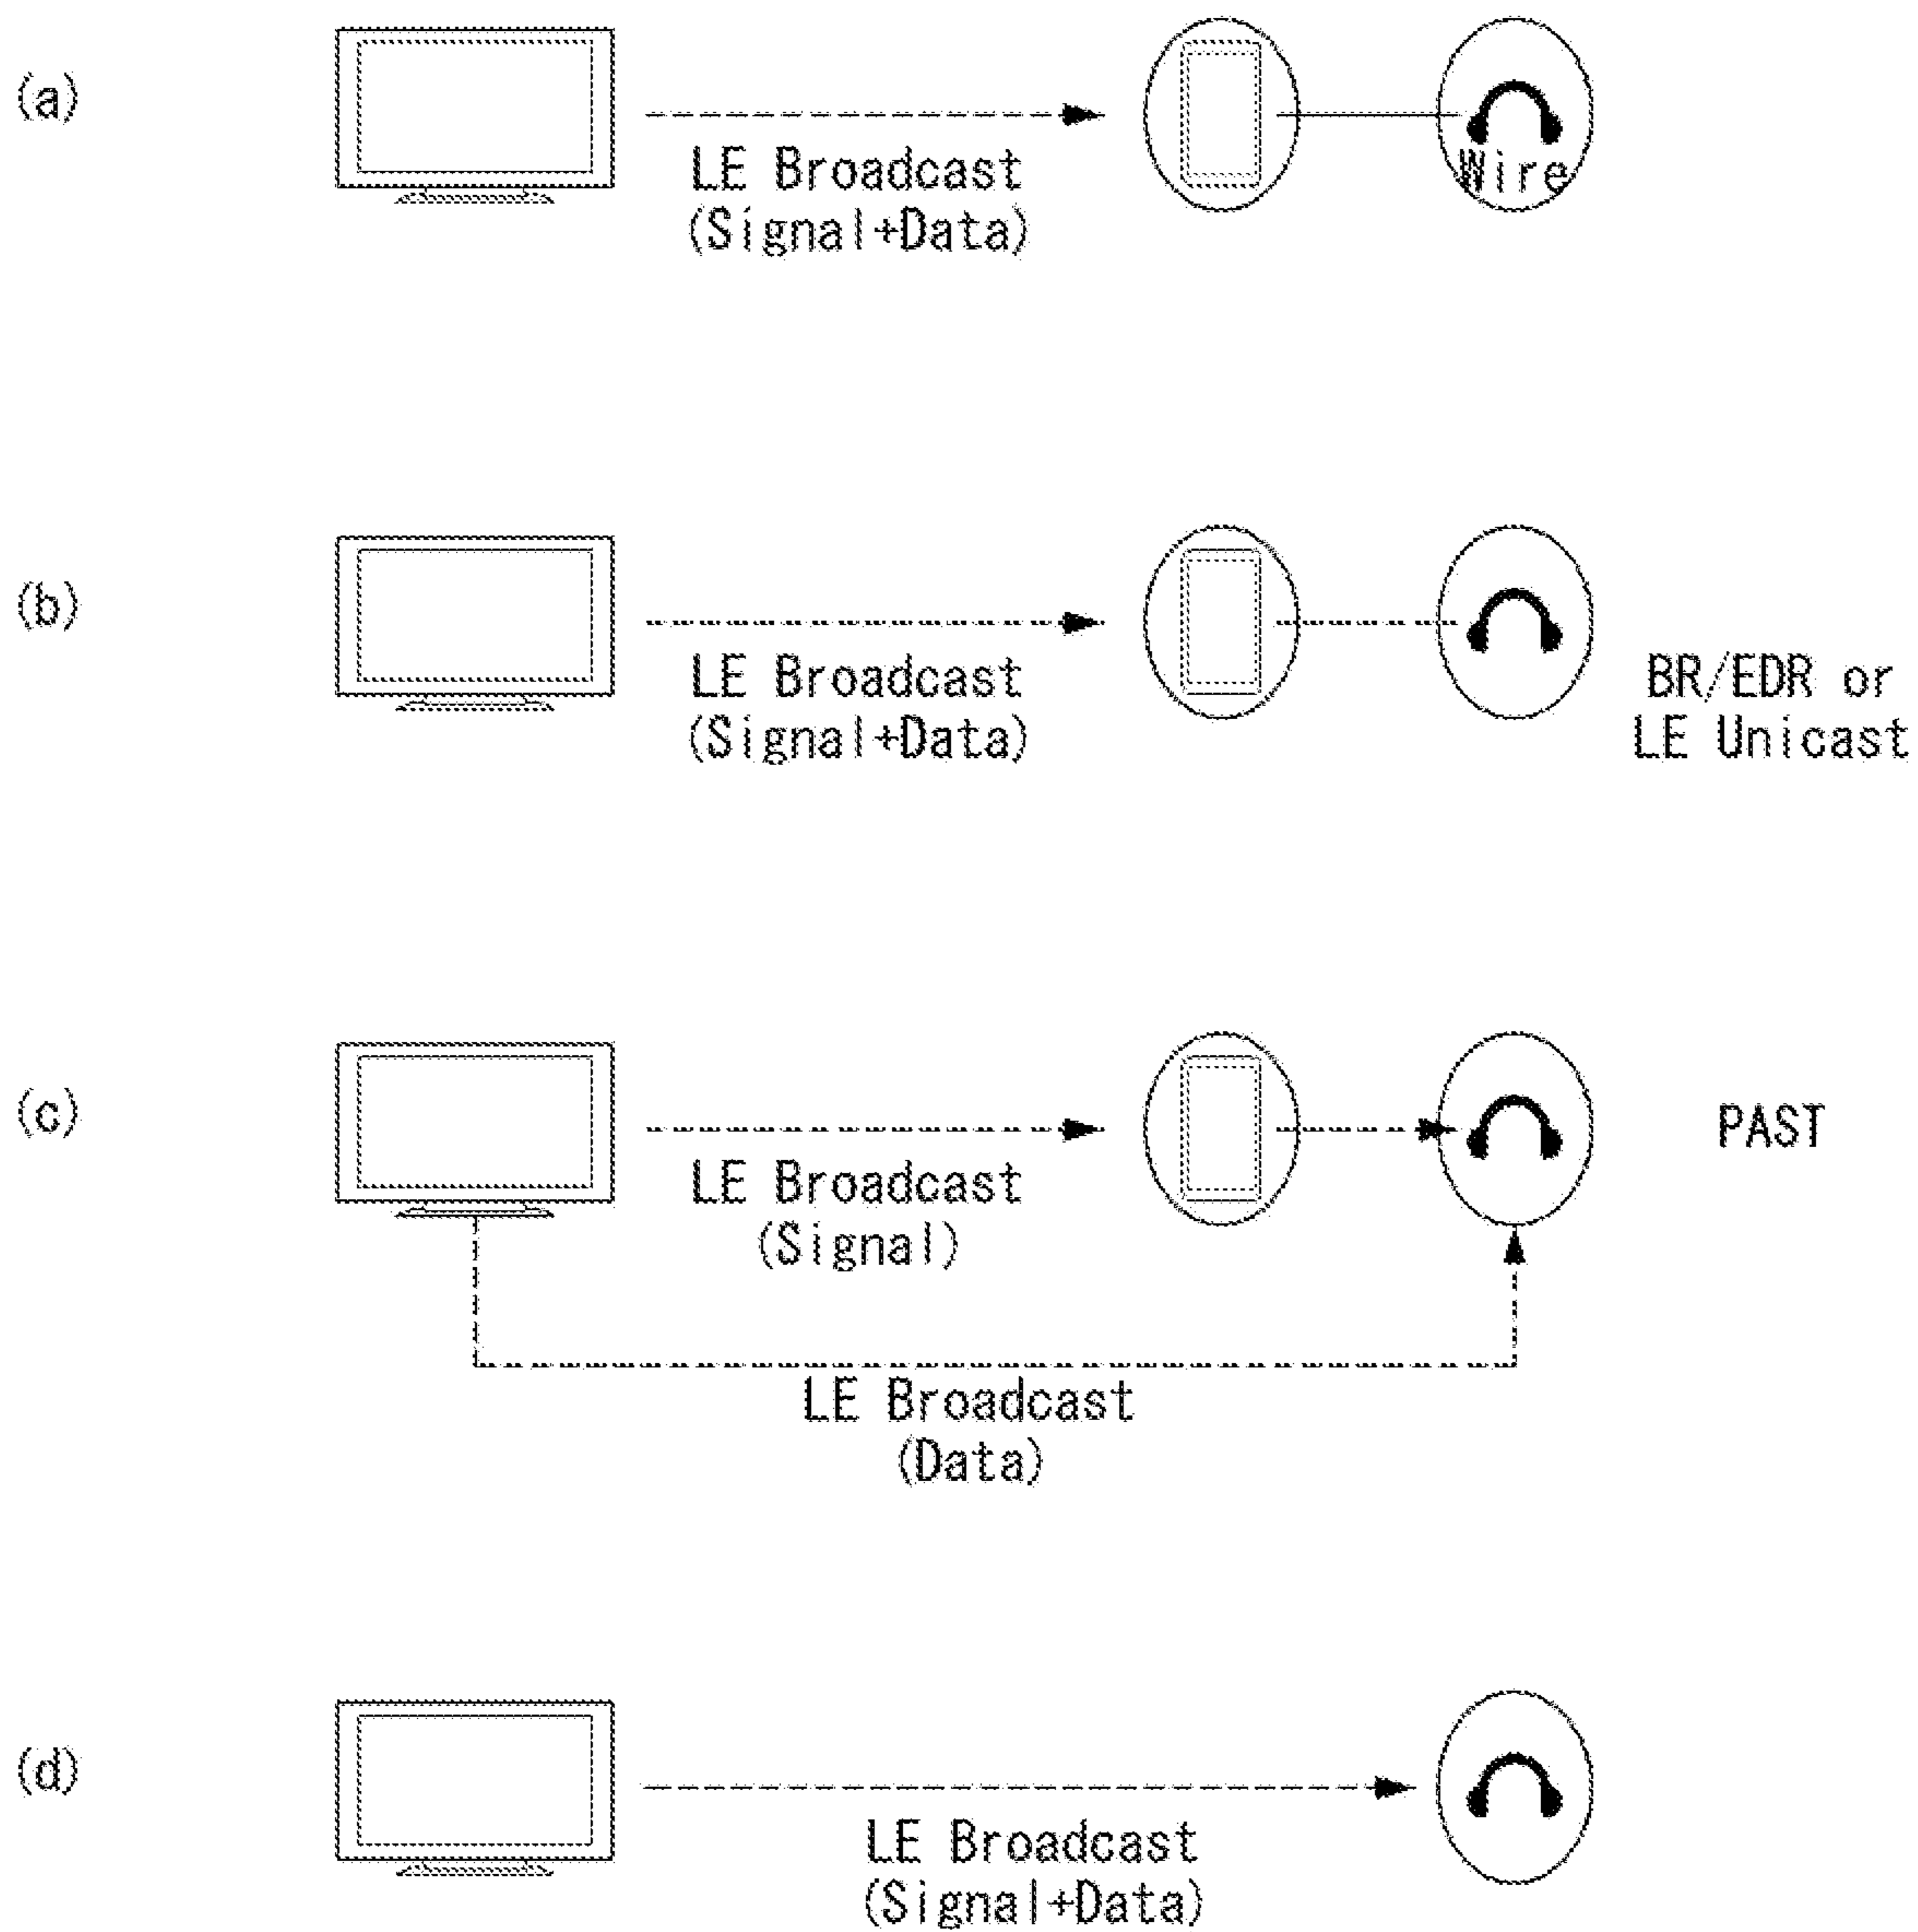 (a)
LE Broadcast
(Signal+Data)
Wire
(b)
LE Broadcast
(Signal+Data)
BR/EDR or
LE Unicast
(c)
LE Broadcast
(Signal)
PAST
LE Broadcast
(Data)
(d)
LE Broadcast
(Signal+Data)